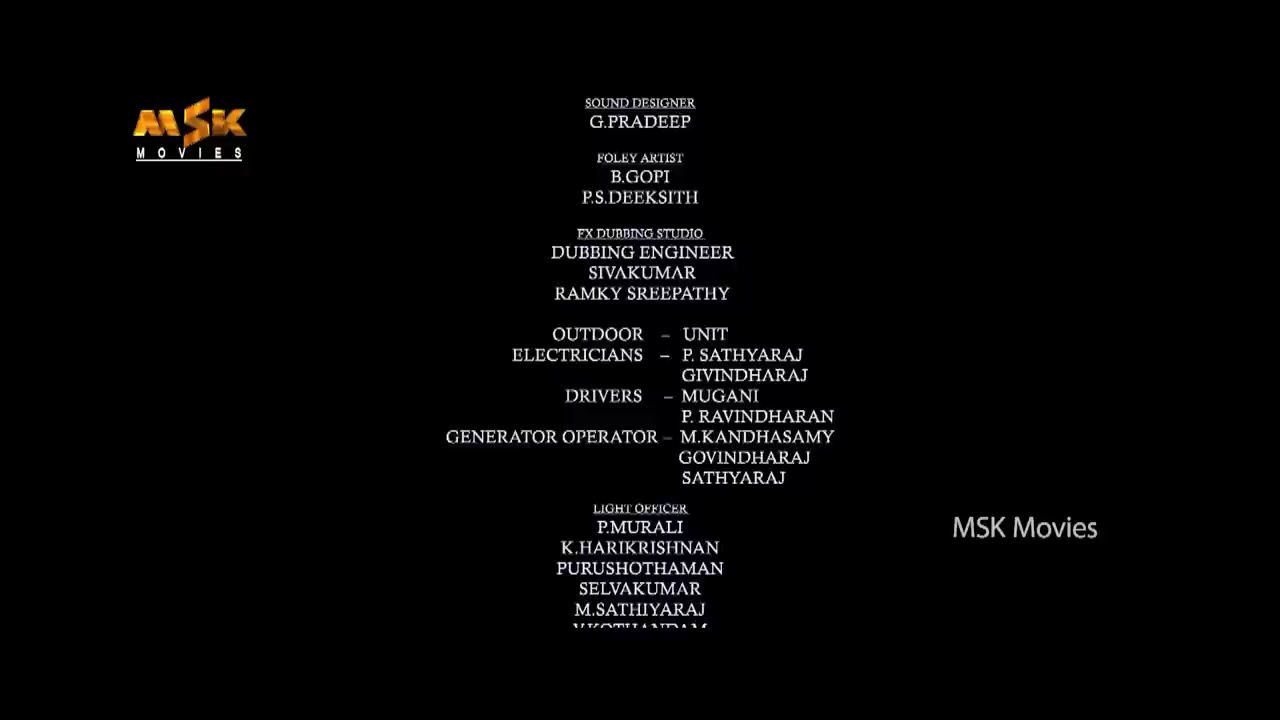 MSK
MOVIES
SOUND DESIGNER
G.PRADEEP
FOLEY ARTIST
B.GOPI
P.S.DEEKSITH
FX DUBBING STUDIO
DUBBING ENGINEER
SIVAKUMAR
RAMKY SREEPATHY
OUTDOOR – UNIT
ELECTRICIANS – P. SATHYARAJ
GIVINDHARAJ
DRIVERS – MUGANI
P. RAVINDHARAN
GENERATOR OPERATOR – M.KANDHASAMY
GOVINDHARAJ
SATHYARAJ
LIGHT OFFICER
P.MURALI
K.HARIKRISHNAN
PURUSHOTHAMAN
SELVAKUMAR
M.SATHIYARAJ
MSK Movies